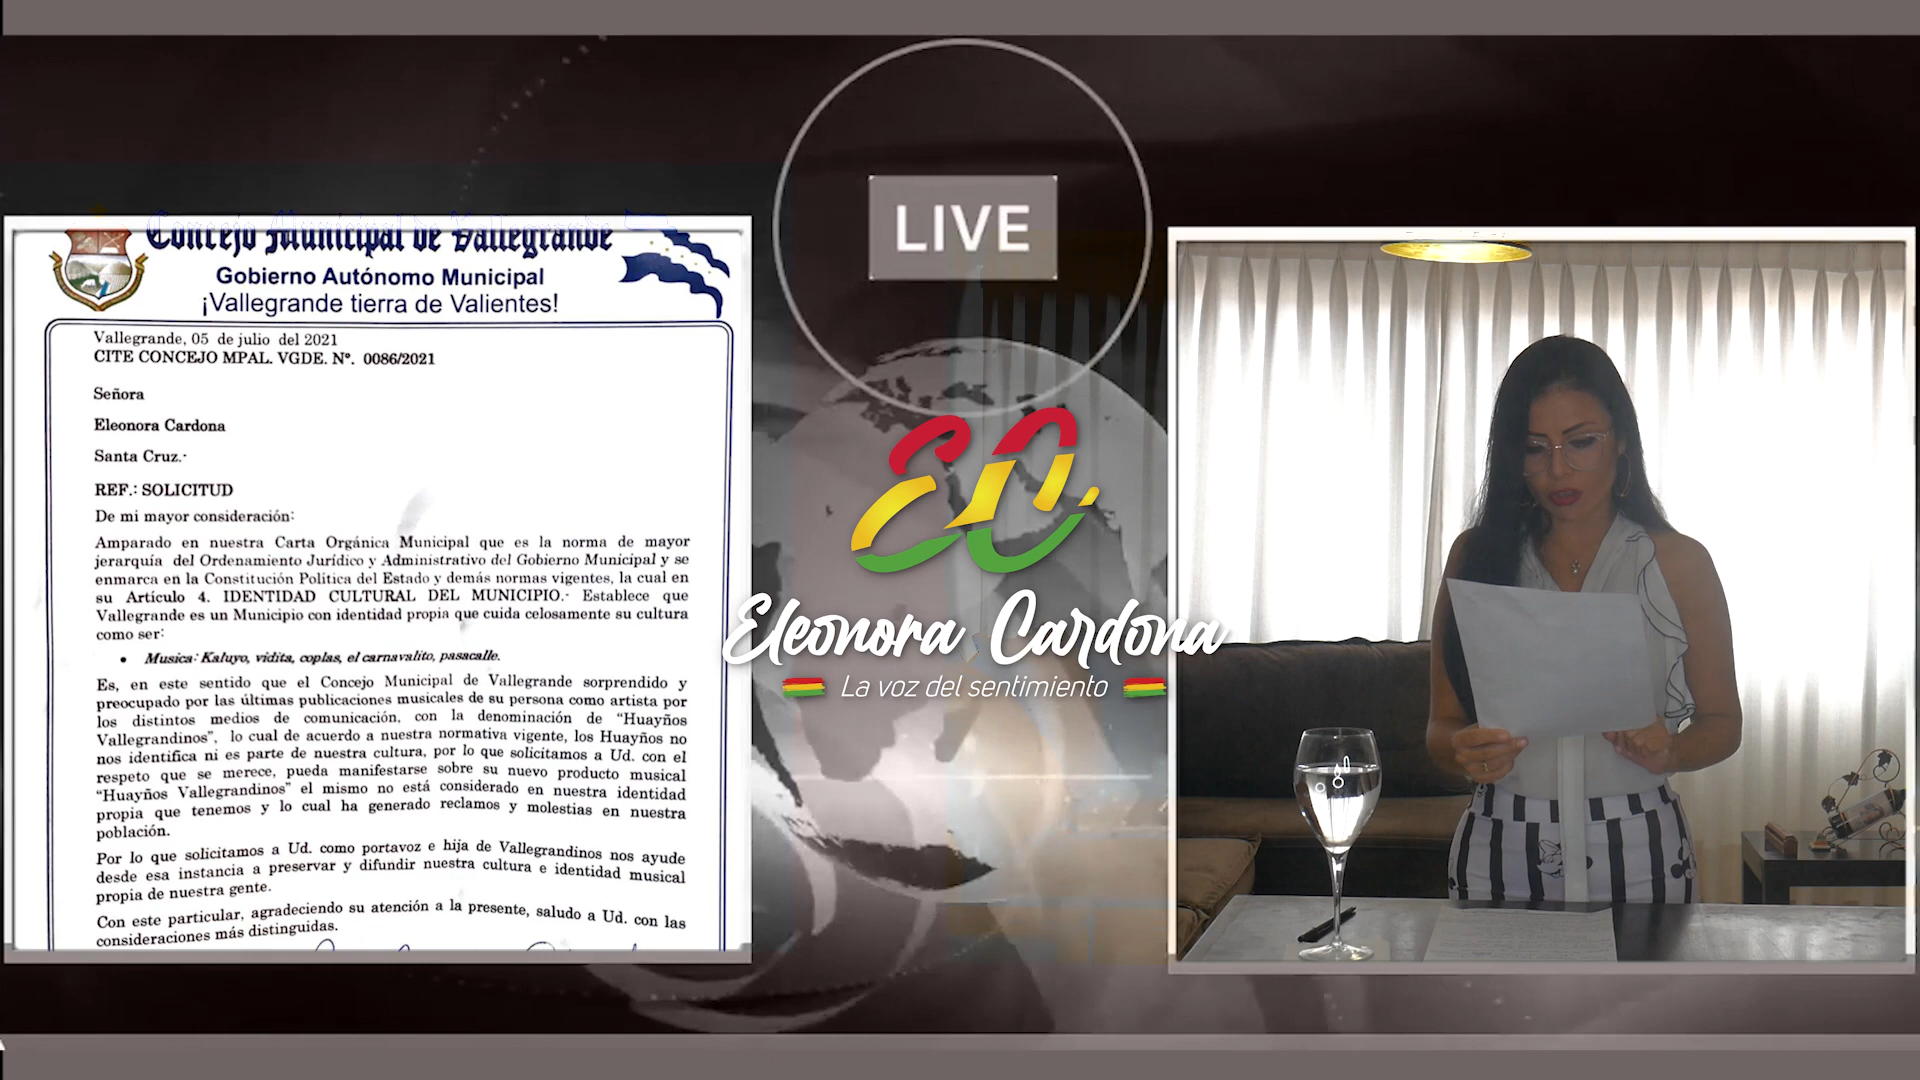 Concejo Municipal de Vallegrande
Gobierno Autónomo Municipal
¡Vallegrande tierra de Valientes!
Vallegrande, 05 de julio del 2021
CITE CONCEJO MPAL. VGDE. Nº. 0086/2021
Señora
Eleonora Cardona
Santa Cruz.-
REF.: SOLICITUD
De mi mayor consideración:
Amparado en nuestra Carta Orgánica Municipal que es la norma de mayor
jerarquía del Ordenamiento Jurídico y Administrativo del Gobierno Municipal y se
enmarca en la Constitución Política del Estado y demás normas vigentes, la cual en
su Artículo 4. IDENTIDAD CULTURAL DEL MUNICIPIO.- Establece que
Vallegrande es un Municipio con identidad propia que cuida celosamente su cultura
como ser:
• Musica: Kaluyo, vidita, coplas, el carnavalito, pasacalle.
Es, en este sentido que el Concejo Municipal de Vallegrande sorprendido y
preocupado por las últimas publicaciones musicales de su persona como artista por
los distintos medios de comunicación, con la denominación de “Huayños
Vallegrandinos”, lo cual de acuerdo a nuestra normativa vigente, los Huayños no
nos identifica ni es parte de nuestra cultura, por lo que solicitamos a Ud. con el
respeto que se merece, pueda manifestarse sobre su nuevo producto musical
“Huayños Vallegrandinos” el mismo no está considerado en nuestra identidad
propia que tenemos y lo cual ha generado reclamos y molestias en nuestra
población.
Por lo que solicitamos a Ud. como portavoz e hija de Vallegrandinos nos ayude
desde esa instancia a preservar y difundir nuestra cultura e identidad musical
propia de nuestra gente.
Con este particular, agradeciendo su atención a la presente, saludo a Ud. con las
consideraciones más distinguidas.
LIVE
EC
Eleonora Cardona
La voz del sentimiento